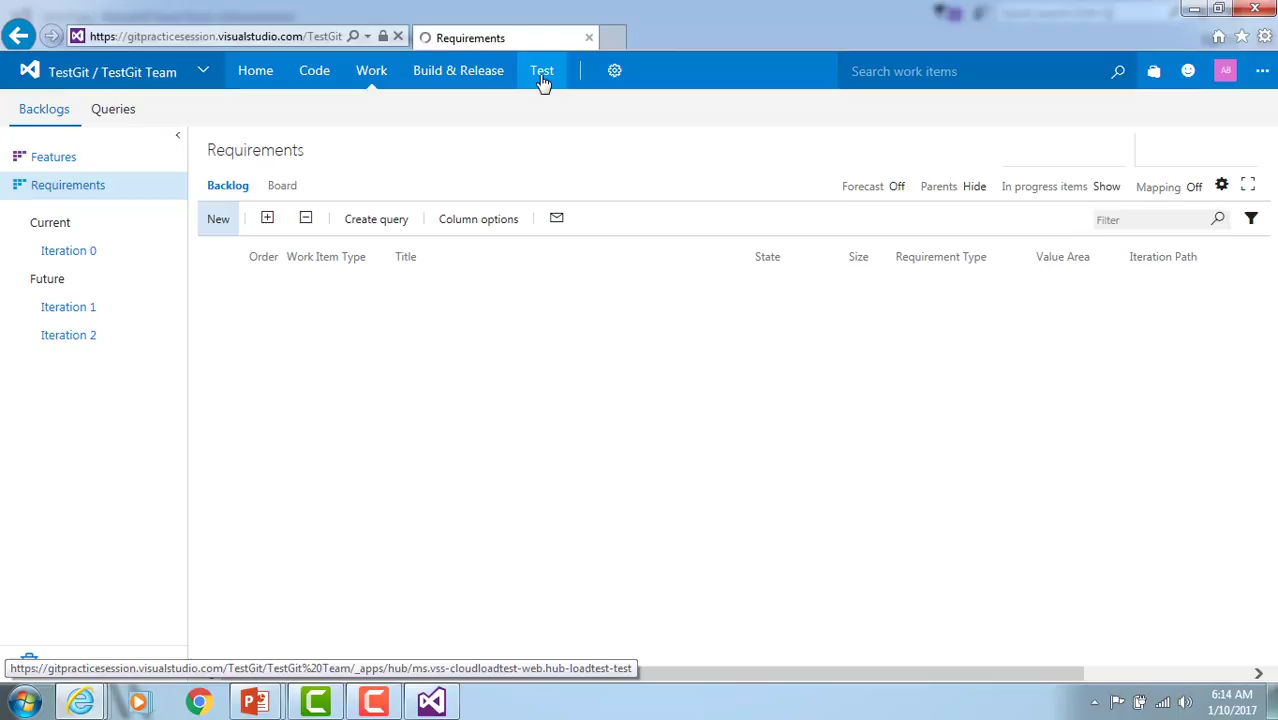 https://gitpracticesession.visualstudio.com/TestGit
Requirements
TestGit / TestGit Team
Home
Code
Work
Build & Release
Test
Search work items
AB
Backlogs
Queries
Features
Requirements
Current
Iteration 0
Future
Iteration 1
Iteration 2
Requirements
Backlog
Board
Forecast Off
Parents Hide
In progress items Show
Mapping Off
New
Create query
Column options
Filter
Order
Work Item Type
Title
State
Size
Requirement Type
Value Area
Iteration Path
https://gitpracticesession.visualstudio.com/TestGit/TestGit%20Team/_apps/hub/ms.vss-cloudloadtest-web.hub-loadtest-test
6:14 AM
1/10/2017